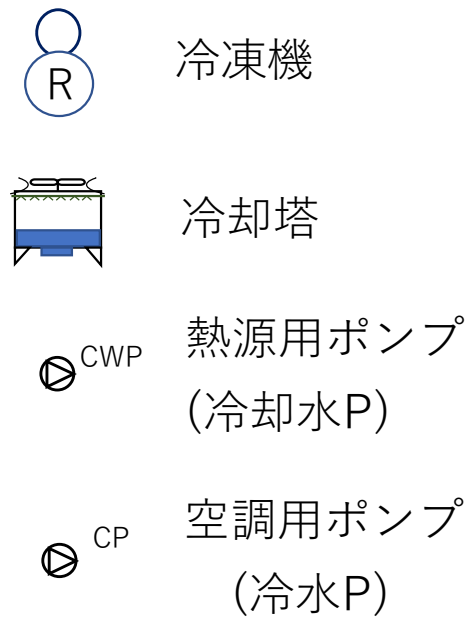 R
冷凍機
冷却塔
CWP
熱源用ポンプ
(冷却水P)
CP
空調用ポンプ
(冷水P)